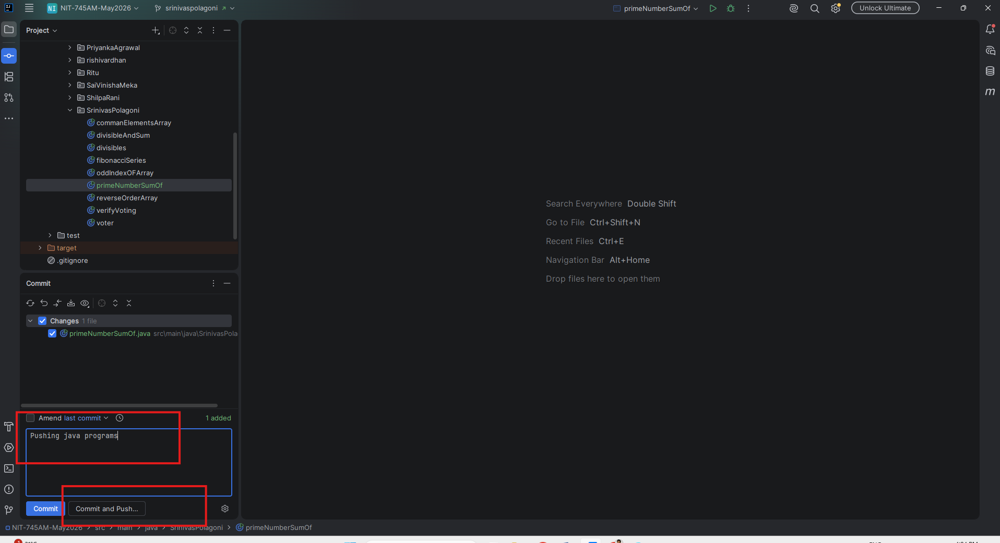 NI NIT-745AM-May2026 srinivaspolagoni primeNumberSumOf Unlock Ultimate
Project
PriyankaAgrawal
rishivardhan
Ritu
SaiVinishaMeka
ShilpaRani
SrinivasPolagoni
commanElementsArray
divisibleAndSum
divisibles
fibonacciSeries
oddIndexOFArray
primeNumberSumOf
reverseOrderArray
verifyVoting
voter
test
target
.gitignore
Search Everywhere Double Shift
Go to File Ctrl+Shift+N
Recent Files Ctrl+E
Navigation Bar Alt+Home
Drop files here to open them
Commit
Changes 1 file
primeNumberSumOf.java src\main\java\SrinivasPola
Amend last commit 1 added
Pushing java programs
Commit Commit and Push...
NIT-745AM-May2026 > src > main > java > SrinivasPolagoni > primeNumberSumOf